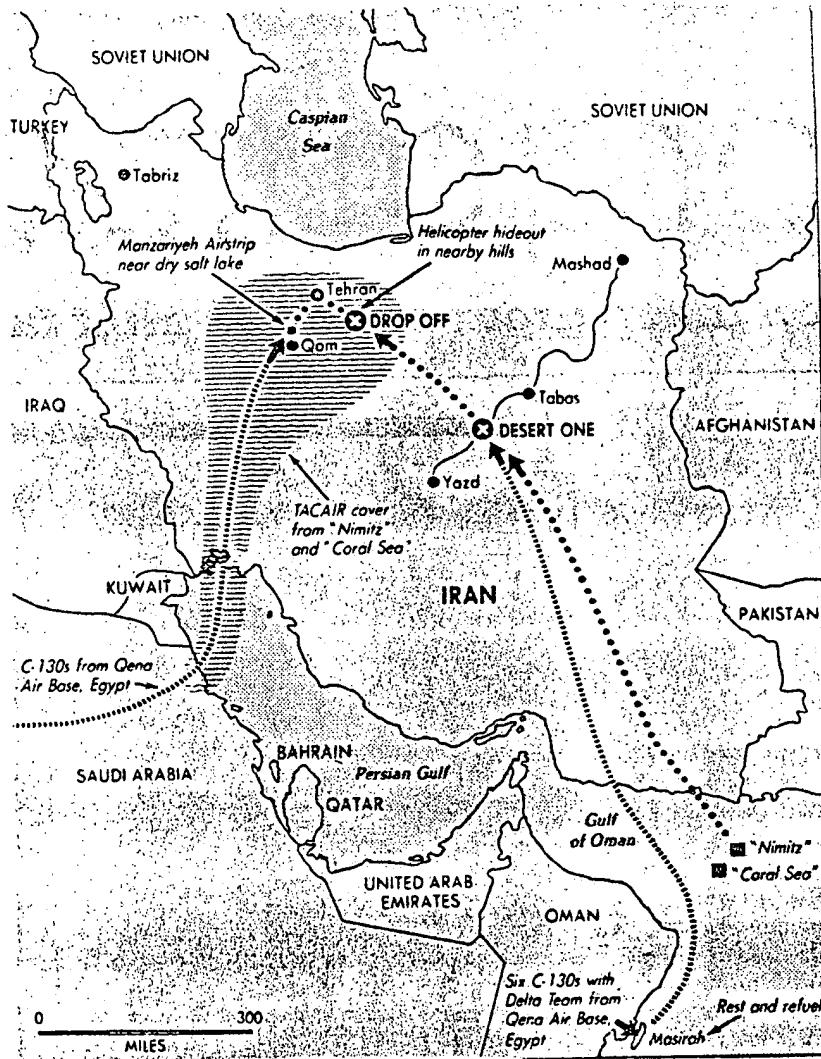 SOVIET UNION
Caspian
Sea
SOVIET UNION
TURKEY
Tabriz
Manzariyeh Airstrip
near dry salt lake
Helicopter hideout
in nearby hills
Mashad
Tehran
DROP OFF
Qom
IRAQ
Tabas
DESERT ONE
AFGHANISTAN
Yazd
TACAIR cover
from "Nimitz"
and "Coral Sea"
KUWAIT
IRAN
PAKISTAN
C-130s from Qena
Air Base, Egypt
SAUDI ARABIA
BAHRAIN
Persian Gulf
QATAR
Gulf
of Oman
"Nimitz"
"Coral Sea"
UNITED ARAB
EMIRATES
OMAN
Six C-130s with
Delta Team from
Qena Air Base,
Egypt
Rest and refuel
Masirah
0 300
MILES